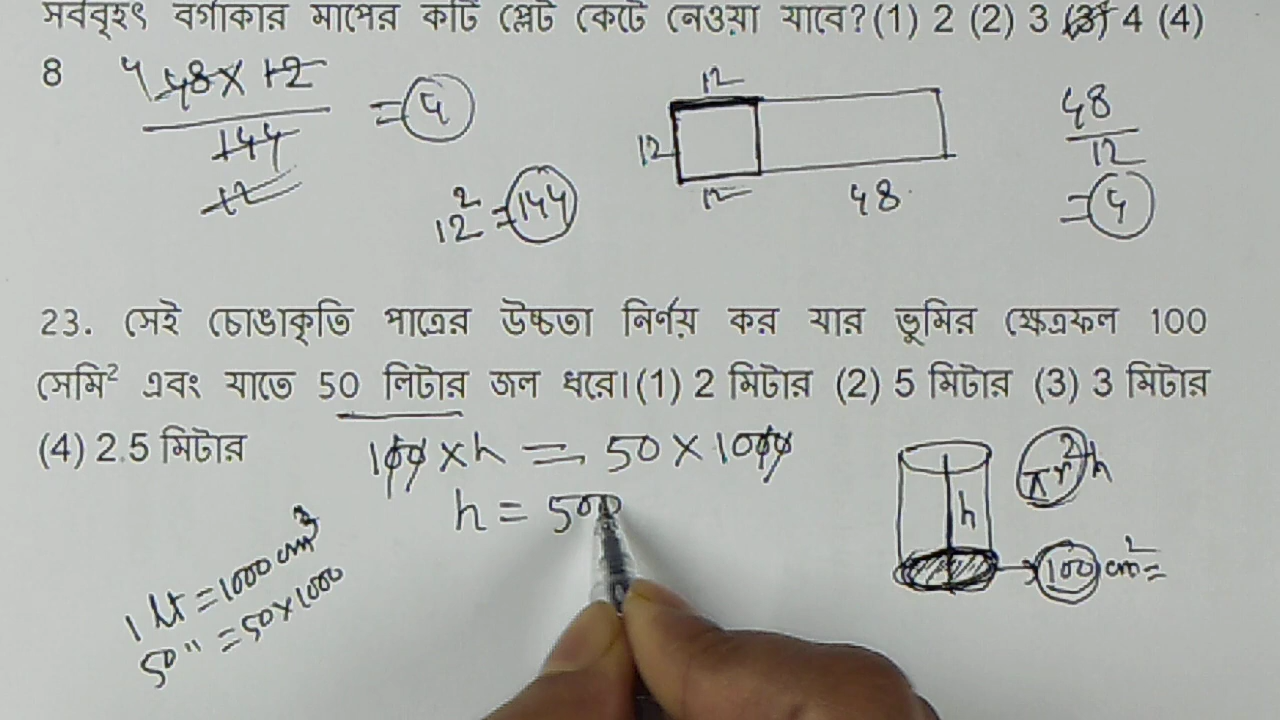 সর্ববৃহৎ বর্গাকার মাপের কটি প্লেট কেটে নেওয়া যাবে? (1) 2 (2) 3 (3) 4 (4)
8
4 48 × 12
144
12
= 4
12² = 144
12
12
12
48
48
12
= 4
23. সেই চোঙাকৃতি পাত্রের উচ্চতা নির্ণয় কর যার ভূমির ক্ষেত্রফল 100
সেমি² এবং যাতে 50 লিটার জল ধরে। (1) 2 মিটার (2) 5 মিটার (3) 3 মিটার
(4) 2.5 মিটার
100 × h = 50 × 1000
h = 500
1 Lt = 1000 cm³
50 " = 50 × 1000
πr²h
h
100 cm² =